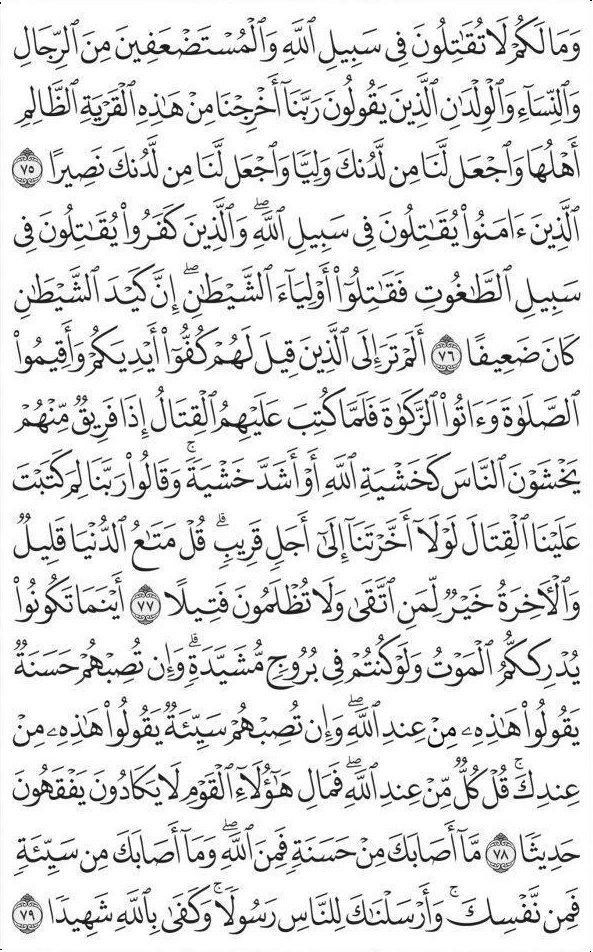 وَمَا لَكُمۡ لَا تُقَٰتِلُونَ فِي سَبِيلِ ٱللَّهِ وَٱلۡمُسۡتَضۡعَفِينَ مِنَ ٱلرِّجَالِ
وَٱلنِّسَآءِ وَٱلۡوِلۡدَٰنِ ٱلَّذِينَ يَقُولُونَ رَبَّنَآ أَخۡرِجۡنَا مِنۡ هَٰذِهِ ٱلۡقَرۡيَةِ ٱلظَّالِمِ
أَهۡلُهَا وَٱجۡعَل لَّنَا مِن لَّدُنكَ وَلِيّٗا وَٱجۡعَل لَّنَا مِن لَّدُنكَ نَصِيرًا ٧٥
ٱلَّذِينَ ءَامَنُواْ يُقَٰتِلُونَ فِي سَبِيلِ ٱللَّهِۖ وَٱلَّذِينَ كَفَرُواْ يُقَٰتِلُونَ فِي
سَبِيلِ ٱلطَّٰغُوتِ فَقَٰتِلُوٓاْ أَوۡلِيَآءَ ٱلشَّيۡطَٰنِۖ إِنَّ كَيۡدَ ٱلشَّيۡطَٰنِ
كَانَ ضَعِيفًا ٧٦ أَلَمۡ تَرَ إِلَى ٱلَّذِينَ قِيلَ لَهُمۡ كُفُّوٓاْ أَيۡدِيَكُمۡ وَأَقِيمُواْ
ٱلصَّلَوٰةَ وَءَاتُواْ ٱلزَّكَوٰةَ فَلَمَّا كُتِبَ عَلَيۡهِمُ ٱلۡقِتَالُ إِذَا فَرِيقٞ مِّنۡهُمۡ
يَخۡشَوۡنَ ٱلنَّاسَ كَخَشۡيَةِ ٱللَّهِ أَوۡ أَشَدَّ خَشۡيَةٗۚ وَقَالُواْ رَبَّنَا لِمَ كَتَبۡتَ
عَلَيۡنَا ٱلۡقِتَالَ لَوۡلَآ أَخَّرۡتَنَآ إِلَىٰٓ أَجَلٖ قَرِيبٖۗ قُلۡ مَتَٰعُ ٱلدُّنۡيَا قَلِيلٞ
وَٱلۡأٓخِرَةُ خَيۡرٞ لِّمَنِ ٱتَّقَىٰ وَلَا تُظۡلَمُونَ فَتِيلًا ٧٧ أَيۡنَمَا تَكُونُواْ
يُدۡرِككُّمُ ٱلۡمَوۡتُ وَلَوۡ كُنتُمۡ فِي بُرُوجٖ مُّشَيَّدَةٖۗ وَإِن تُصِبۡهُمۡ حَسَنَةٞ
يَقُولُواْ هَٰذِهِۦ مِنۡ عِندِ ٱللَّهِۖ وَإِن تُصِبۡهُمۡ سَيِّئَةٞ يَقُولُواْ هَٰذِهِۦ مِنۡ
عِندِكَۚ قُلۡ كُلّٞ مِّنۡ عِندِ ٱللَّهِۖ فَمَالِ هَٰٓؤُلَآءِ ٱلۡقَوۡمِ لَا يَكَادُونَ يَفۡقَهُونَ
حَدِيثٗا ٧٨ مَّآ أَصَابَكَ مِنۡ حَسَنَةٖ فَمِنَ ٱللَّهِۖ وَمَآ أَصَابَكَ مِن سَيِّئَةٖ
فَمِن نَّفۡسِكَۚ وَأَرۡسَلۡنَٰكَ لِلنَّاسِ رَسُولٗاۚ وَكَفَىٰ بِٱللَّهِ شَهِيدٗا ٧٩